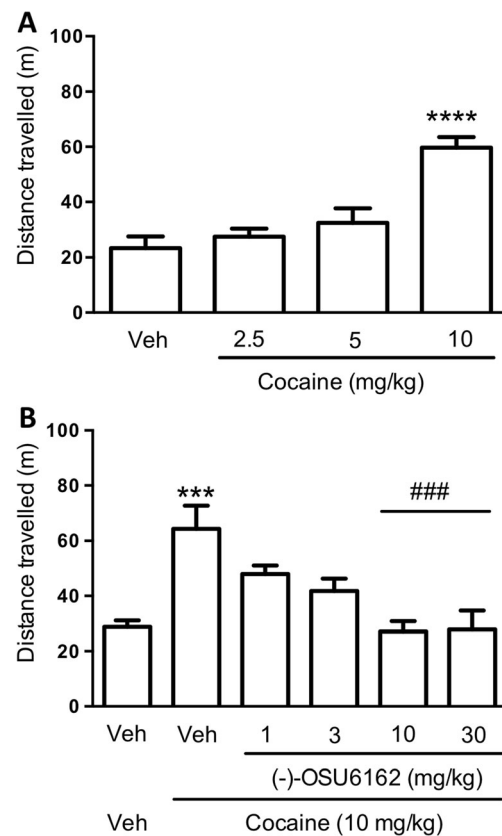 A
Distance travelled (m)
100
80
60
40
20
0
****
Veh
2.5
5
10
Cocaine (mg/kg)
B
Distance travelled (m)
100
80
60
40
20
0
***
###
Veh
Veh
1
3
10
30
(-)-OSU6162 (mg/kg)
Veh
Cocaine (10 mg/kg)